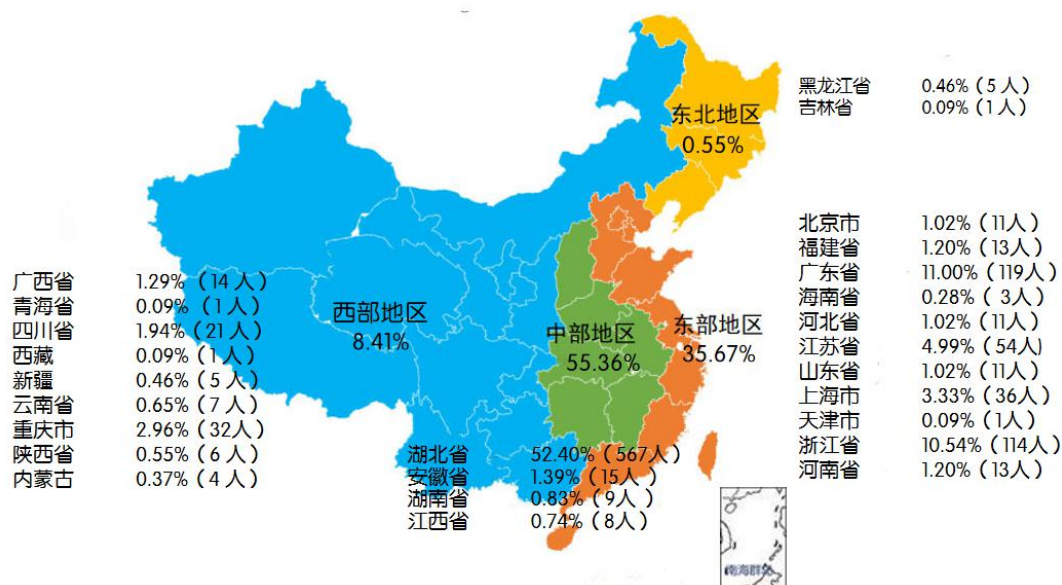 黑龙江省 0.46%(5人)
吉林省 0.09%(1人)
东北地区
0.55%
北京市 1.02%(11人)
福建省 1.20%(13人)
广东省 11.00%(119人)
海南省 0.28%(3人)
河北省 1.02%(11人)
江苏省 4.99%(54人)
山东省 1.02%(11人)
上海市 3.33%(36人)
天津市 0.09%(1人)
浙江省 10.54%(114人)
河南省 1.20%(13人)
东部地区
35.67%
中部地区
55.36%
西部地区
8.41%
广西省 1.29%(14人)
青海省 0.09%(1人)
四川省 1.94%(21人)
西藏 0.09%(1人)
新疆 0.46%(5人)
云南省 0.65%(7人)
重庆市 2.96%(32人)
陕西省 0.55%(6人)
内蒙古 0.37%(4人)
湖北省 52.40%(567人)
安徽省 1.39%(15人)
湖南省 0.83%(9人)
江西省 0.74%(8人)
南海群岛